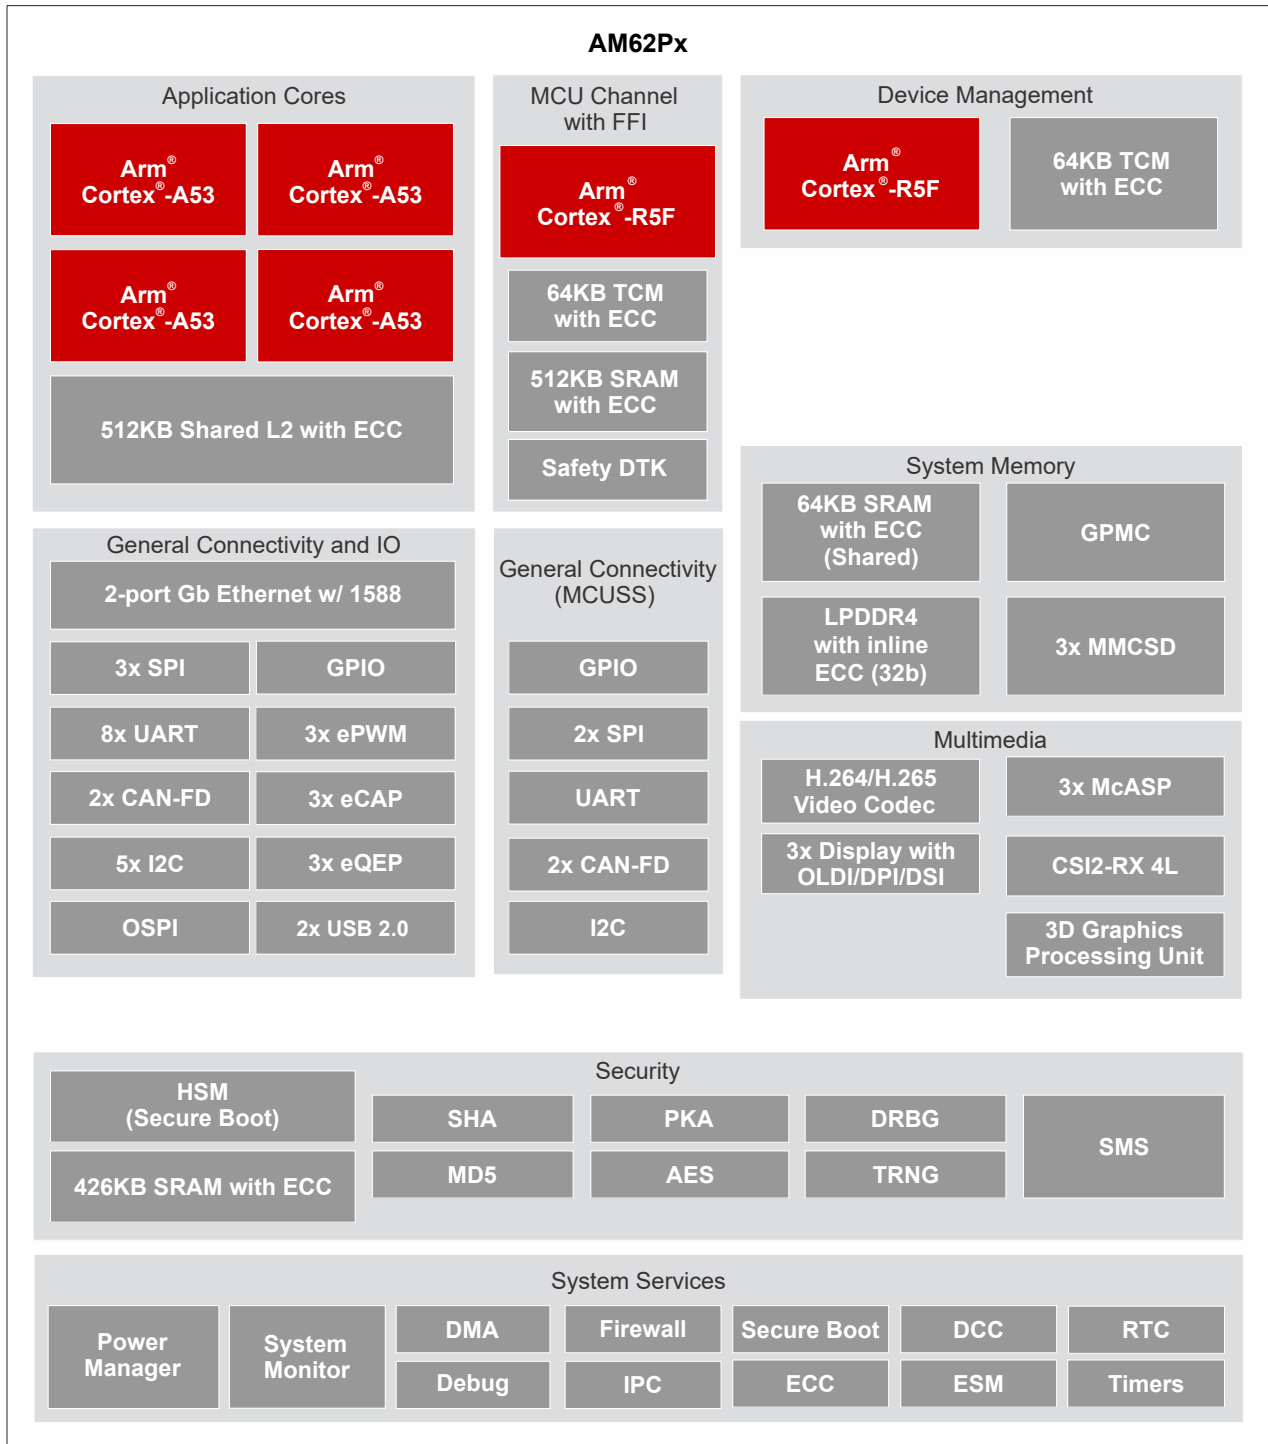 AM62Px
Application Cores
Arm®
Cortex®-A53
Arm®
Cortex®-A53
Arm®
Cortex®-A53
Arm®
Cortex®-A53
512KB Shared L2 with ECC
MCU Channel
with FFI
Arm®
Cortex®-R5F
64KB TCM
with ECC
512KB SRAM
with ECC
Safety DTK
Device Management
Arm®
Cortex®-R5F
64KB TCM
with ECC
System Memory
64KB SRAM
with ECC
(Shared)
GPMC
LPDDR4
with inline
ECC (32b)
3x MMCSD
General Connectivity and IO
2-port Gb Ethernet w/ 1588
3x SPI
GPIO
8x UART
3x ePWM
2x CAN-FD
3x eCAP
5x I2C
3x eQEP
OSPI
2x USB 2.0
General Connectivity
(MCUSS)
GPIO
2x SPI
UART
2x CAN-FD
I2C
Multimedia
H.264/H.265
Video Codec
3x McASP
3x Display with
OLDI/DPI/DSI
CSI2-RX 4L
3D Graphics
Processing Unit
Security
HSM
(Secure Boot)
426KB SRAM with ECC
SHA
PKA
DRBG
MD5
AES
TRNG
SMS
System Services
Power
Manager
System
Monitor
DMA
Firewall
Secure Boot
DCC
RTC
Debug
IPC
ECC
ESM
Timers